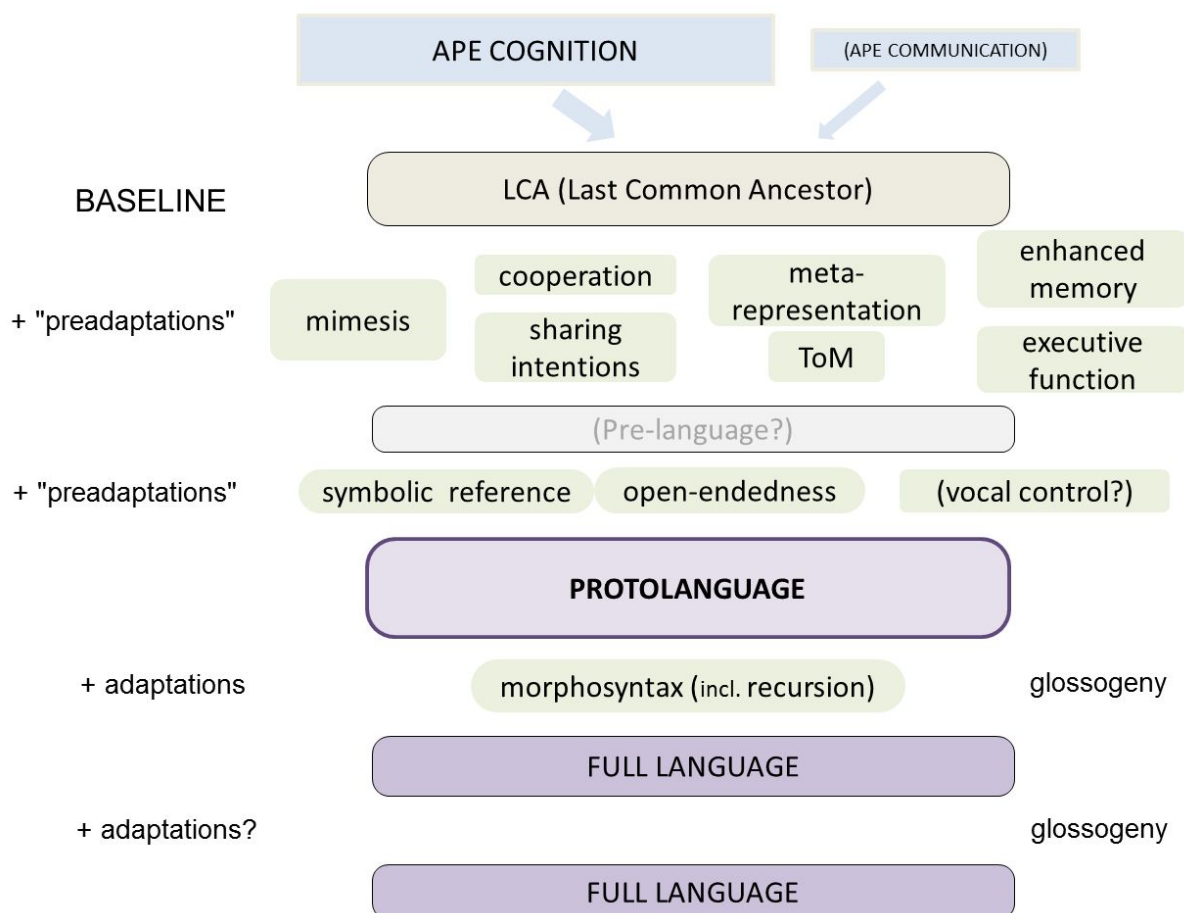 APE COGNITION
(APE COMMUNICATION)
BASELINE
LCA (Last Common Ancestor)
+ "preadaptations"
mimesis
cooperation
sharing
intentions
meta-
representation
ToM
enhanced
memory
executive
function
(Pre-language?)
+ "preadaptations"
symbolic reference
open-endedness
(vocal control?)
PROTOLANGUAGE
+ adaptations
morphosyntax (incl. recursion)
glossogeny
FULL LANGUAGE
+ adaptations?
glossogeny
FULL LANGUAGE